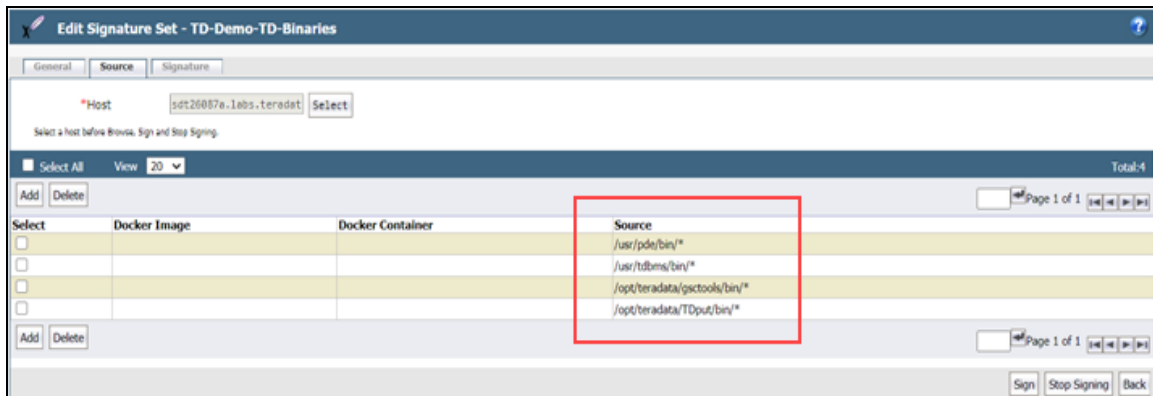 Edit Signature Set - TD-Demo-TD-Binaries
?
General Source Signature
*Host sdt26087a.labs.teradat Select
Select a host before Browse, Sign and Stop Signing.
Select All View 20 Total:4
Add Delete Page 1 of 1
Select Docker Image Docker Container Source
/usr/pde/bin/*
/usr/tdbms/bin/*
/opt/teradata/gsctools/bin/*
/opt/teradata/TDput/bin/*
Add Delete Page 1 of 1
Sign Stop Signing Back